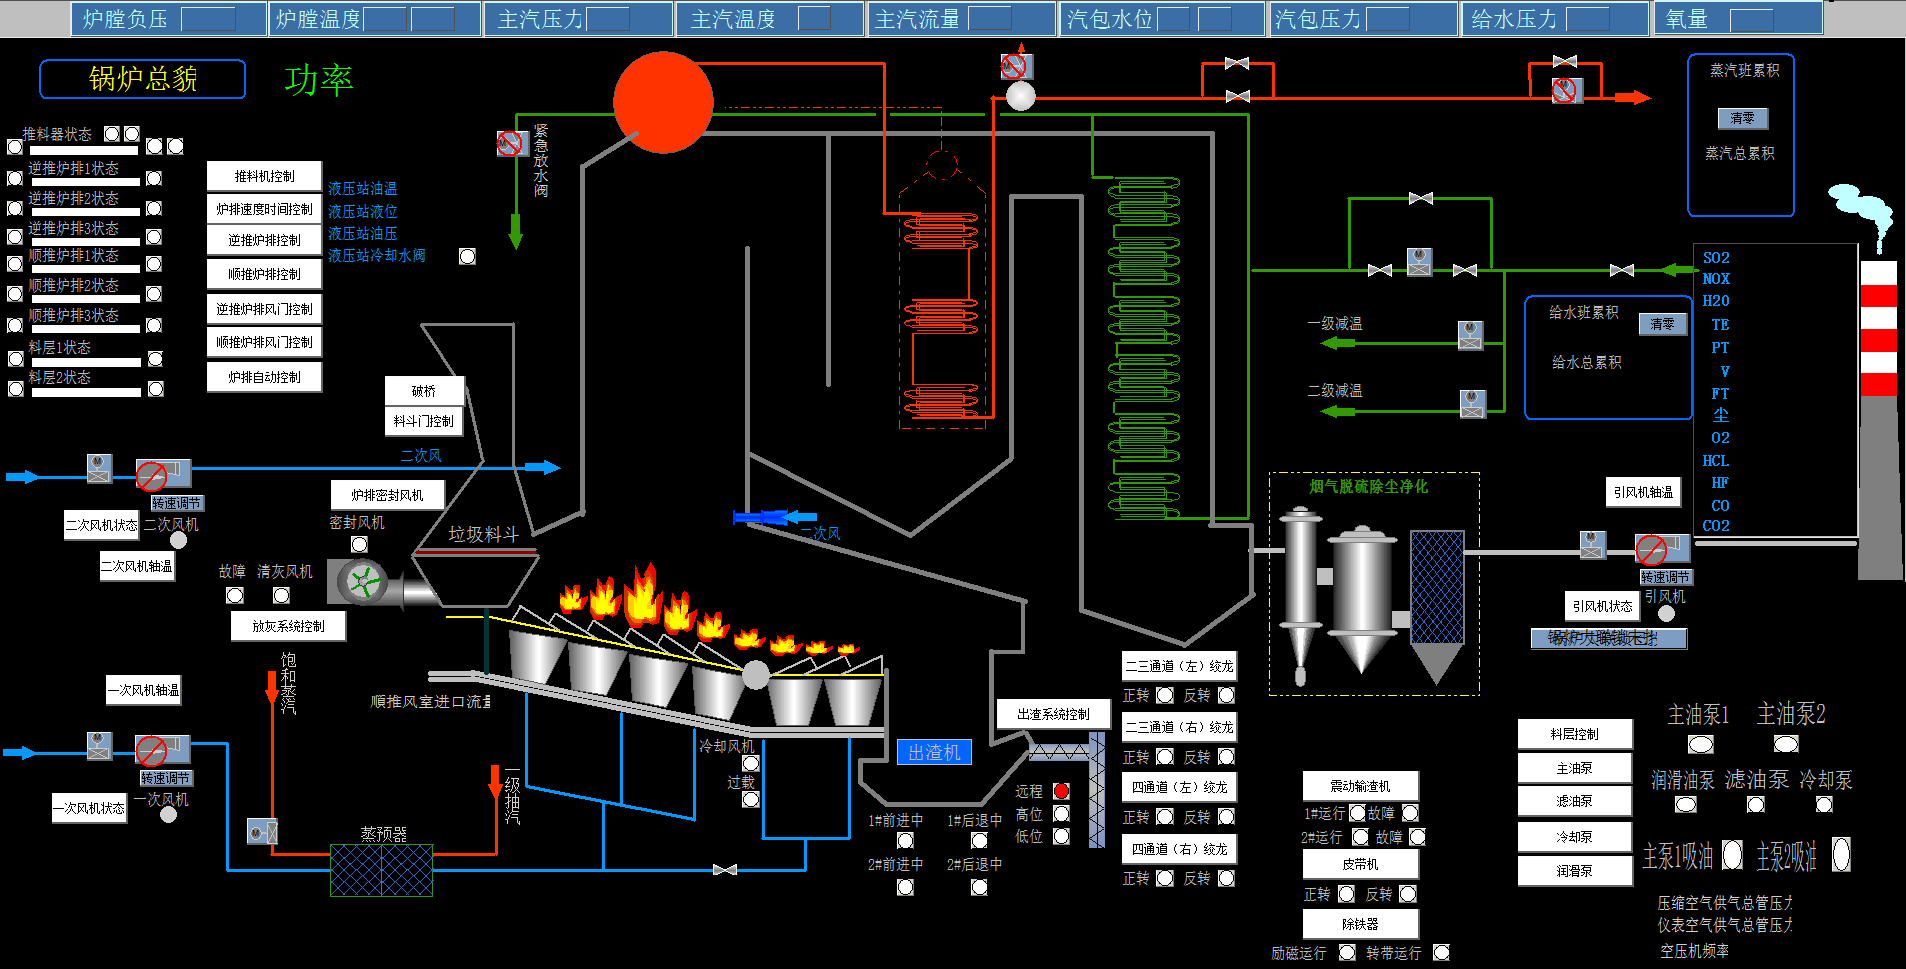 炉膛负压
炉膛温度
主汽压力
主汽温度
主汽流量
汽包水位
汽包压力
给水压力
氧量
锅炉总貌
功率
推料器状态
逆推炉排1状态
逆推炉排2状态
逆推炉排3状态
顺推炉排1状态
顺推炉排2状态
顺推炉排3状态
料层1状态
料层2状态
推料机控制
炉排速度时间控制
逆推炉排控制
顺推炉排控制
逆推炉排风门控制
顺推炉排风门控制
炉排自动控制
液压站油温
液压站液位
液压站油压
液压站冷却水阀
紧急放水阀
蒸汽班累积
清零
蒸汽总累积
给水班累积
清零
给水总累积
一级减温
二级减温
SO2
NOX
H2O
TE
PT
V
FT
尘
O2
HCL
HF
CO
CO2
破桥
料斗门控制
二次风
M
转速调节
二次风机状态
二次风机
二次风机轴温
炉排密封风机
密封风机
垃圾料斗
故障
清灰风机
放灰系统控制
二次风
烟气脱硫除尘净化
引风机轴温
转速调节
引风机
引风机状态
饱和蒸汽
一次风机轴温
顺推风室进口流量
M
转速调节
一次风机
一次风机状态
M
蒸预器
一级抽汽
冷却风机
过载
出渣机
出渣系统控制
远程
高位
低位
1#前进中
1#后退中
2#前进中
2#后退中
二三通道（左）绞龙
正转
反转
二三通道（右）绞龙
正转
反转
四通道（左）绞龙
正转
反转
四通道（右）绞龙
正转
反转
震动输渣机
1#运行
故障
2#运行
故障
皮带机
正转
反转
除铁器
励磁运行
转带运行
料层控制
主油泵
滤油泵
冷却泵
润滑泵
主油泵1
主油泵2
润滑油泵
滤油泵
冷却泵
主泵1吸油
主泵2吸油
压缩空气供气总管压力
仪表空气供气总管压力
空压机频率